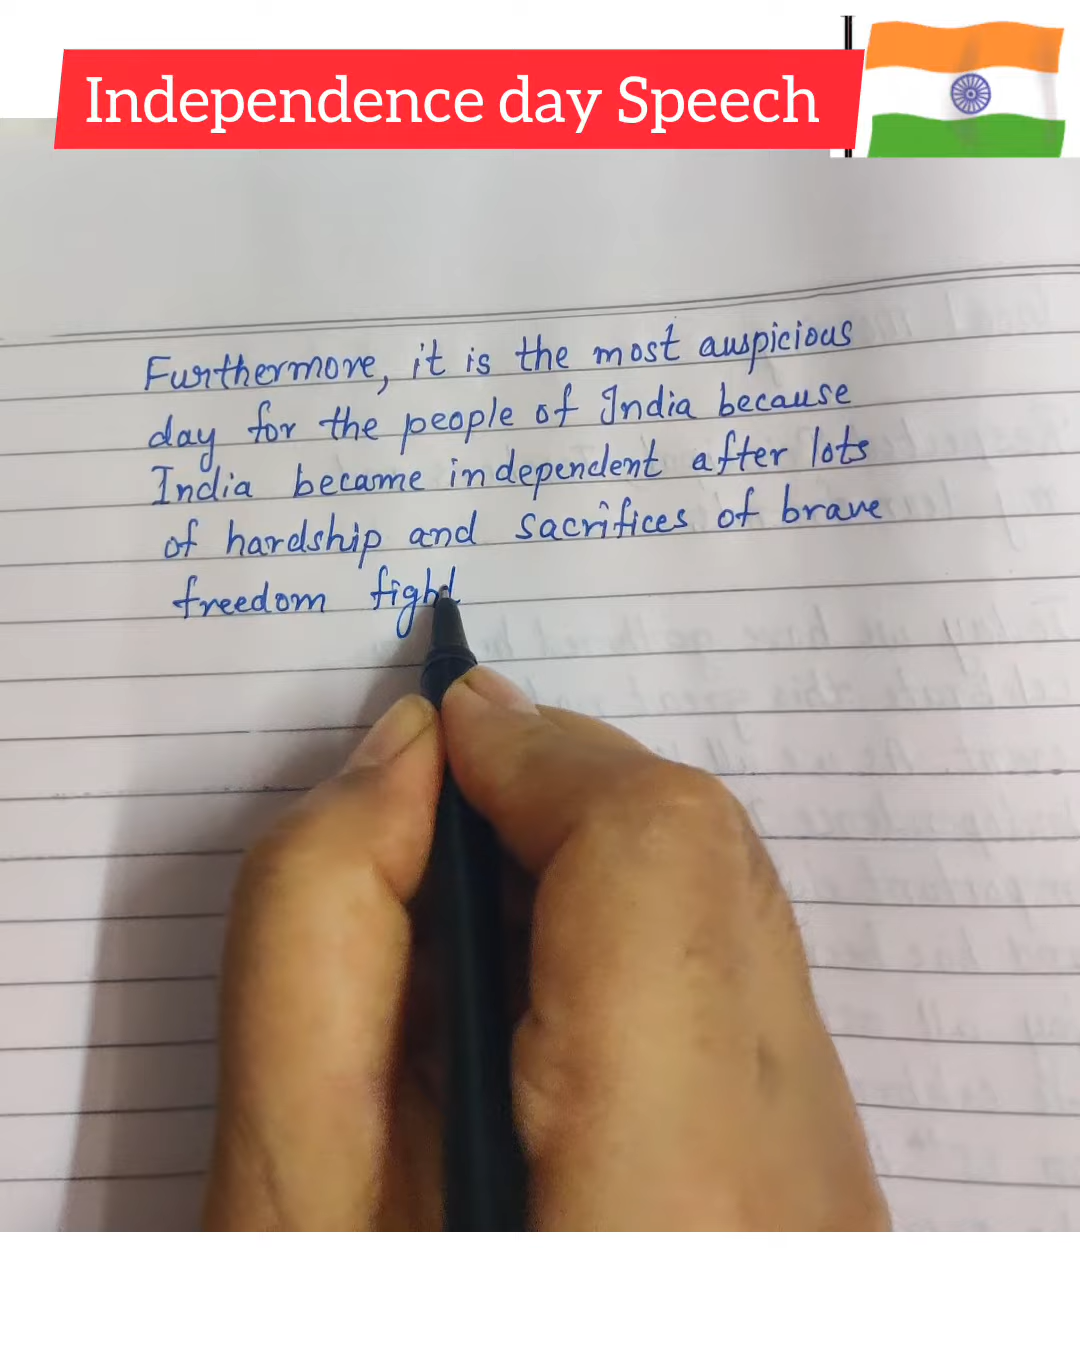 Independence day Speech
Furthermore, it is the most auspicious
day for the people of India because
India became independent after lots
of hardship and sacrifices of brave
freedom fight